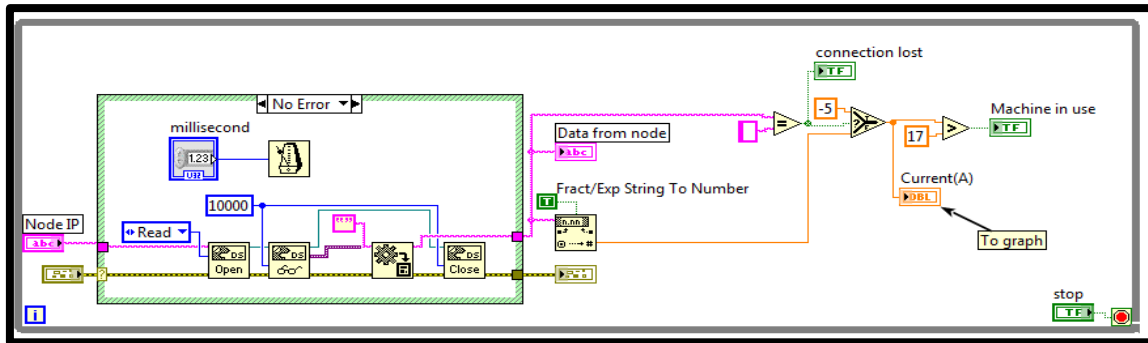 connection lost
TF
No Error
-5
Machine in use
millisecond
Data from node
=
?
>
TF
1.23
abc
17
U32
Fract/Exp String To Number
Current(A)
10000
T
n.nn
DBL
Node IP
abc
Read
To graph
DS
Open
DS
DS
Close
?
stop
i
TF